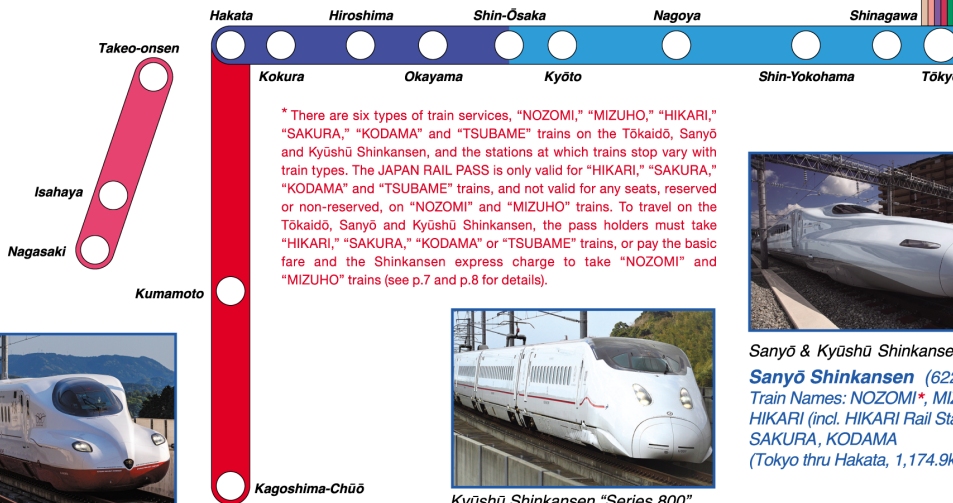 Hakata
Hiroshima
Shin-Ōsaka
Nagoya
Shinagawa
Takeo-onsen
Kokura
Okayama
Kyōto
Shin-Yokohama
* There are six types of train services, “NOZOMI,” “MIZUHO,” “HIKARI,”
“SAKURA,” “KODAMA” and “TSUBAME” trains on the Tōkaidō, Sanyō
and Kyūshū Shinkansen, and the stations at which trains stop vary with
train types. The JAPAN RAIL PASS is only valid for “HIKARI,” “SAKURA,”
“KODAMA” and “TSUBAME” trains, and not valid for any seats, reserved
or non-reserved, on “NOZOMI” and “MIZUHO” trains. To travel on the
Tōkaidō, Sanyō and Kyūshū Shinkansen, the pass holders must take
“HIKARI,” “SAKURA,” “KODAMA” or “TSUBAME” trains, or pay the basic
fare and the Shinkansen express charge to take “NOZOMI” and
“MIZUHO” trains (see p.7 and p.8 for details).
Isahaya
Nagasaki
Kumamoto
Kagoshima-Chūō
Kyūshū Shinkansen “Series 800”
Sanyō & Kyūshū
Sanyō Shinkansen
Train Names: NOZOMI*,
HIKARI (incl. HIKARI Rail
SAKURA, KODAMA
(Tokyo thru Hakata,